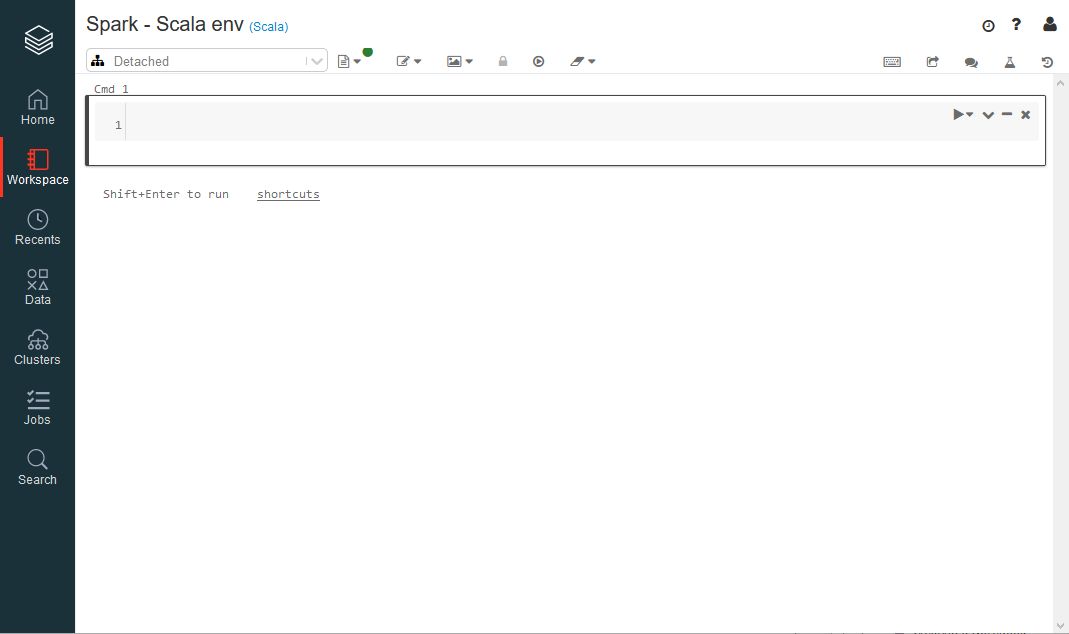 Spark - Scala env (Scala)
Detached
Cmd 1
1
Shift+Enter to run shortcuts
Home
Workspace
Recents
Data
Clusters
Jobs
Search